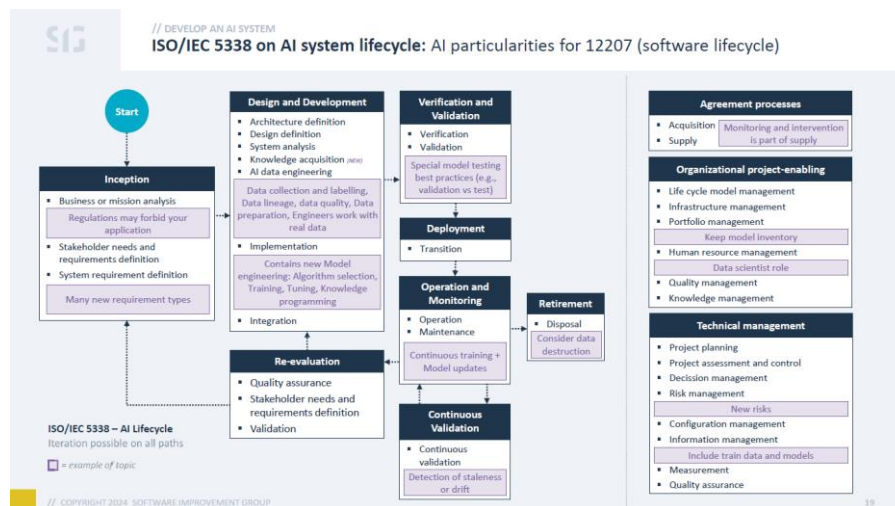 SIG
// DEVELOP AN AI SYSTEM
ISO/IEC 5338 on AI system lifecycle: AI particularities for 12207 (software lifecycle)
Start
Inception
Business or mission analysis
Regulations may forbid your
application
Stakeholder needs and
requirements definition
System requirement definition
Many new requirement types
Design and Development
Architecture definition
Design definition
System analysis
Knowledge acquisition (NEW)
AI data engineering
Data collection and labelling,
Data lineage, data quality, Data
preparation, Engineers work with
real data
Implementation
Contains new Model
engineering: Algorithm selection,
Training, Tuning, Knowledge
programming
Integration
Re-evaluation
Quality assurance
Stakeholder needs and
requirements definition
Validation
Verification and
Validation
Verification
Validation
Special model testing
best practices (e.g.,
validation vs test)
Deployment
Transition
Operation and
Monitoring
Operation
Maintenance
Continuous training +
Model updates
Continuous
Validation
Continuous
validation
Detection of staleness
or drift
Retirement
Disposal
Consider data
destruction
Agreement processes
Acquisition
Supply
Monitoring and intervention
is part of supply
Organizational project-enabling
Life cycle model management
Infrastructure management
Portfolio management
Keep model inventory
Human resource management
Data scientist role
Quality management
Knowledge management
Technical management
Project planning
Project assessment and control
Decission management
Risk management
New risks
Configuration management
Information management
Include train data and models
Measurement
Quality assurance
ISO/IEC 5338 – AI Lifecycle
Iteration possible on all paths
= example of topic
// COPYRIGHT 2024 SOFTWARE IMPROVEMENT GROUP
19